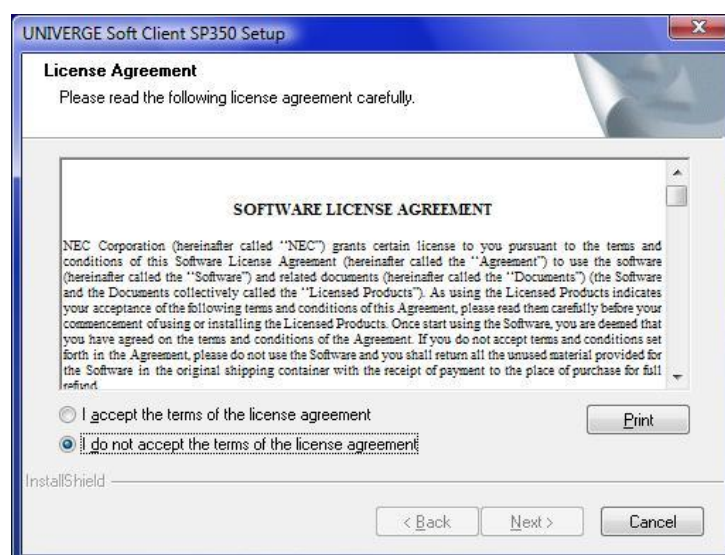 UNIVERGE Soft Client SP350 Setup
License Agreement
Please read the following license agreement carefully.
SOFTWARE LICENSE AGREEMENT
NEC Corporation (hereinafter called ‘‘NEC’’) grants certain license to you pursuant to the terms and
conditions of this Software License Agreement (hereinafter called the ‘‘Agreement’’) to use the software
(hereinafter called the ‘‘Software’’) and related documents (hereinafter called the ‘‘Documents’’) (the Software
and the Documents collectively called the ‘‘Licensed Products’’). As using the Licensed Products indicates
your acceptance of the following terms and conditions of this Agreement, please read them carefully before your
commencement of using or installing the Licensed Products. Once start using the Software, you are deemed that
you have agreed on the terms and conditions of the Agreement. If you do not accept terms and conditions set
forth in the Agreement, please do not use the Software and you shall return all the unused material provided for
the Software in the original shipping container with the receipt of payment to the place of purchase for full
refund.
I accept the terms of the license agreement
Print
I do not accept the terms of the license agreement
InstallShield
< Back Next > Cancel